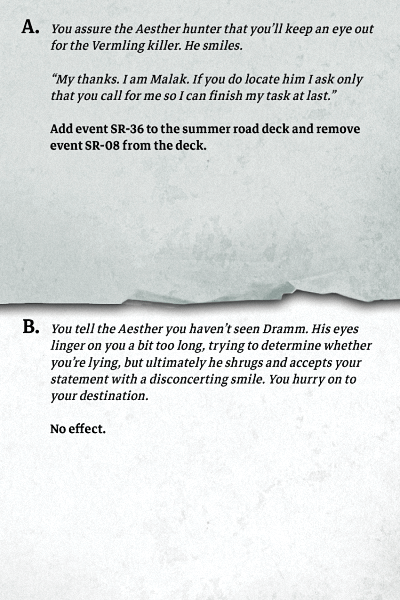 A. You assure the Aesther hunter that you’ll keep an eye out
for the Vermling killer. He smiles.
“My thanks. I am Malak. If you do locate him I ask only
that you call for me so I can finish my task at last.”
Add event SR-36 to the summer road deck and remove
event SR-08 from the deck.
B. You tell the Aesther you haven’t seen Dramm. His eyes
linger on you a bit too long, trying to determine whether
you’re lying, but ultimately he shrugs and accepts your
statement with a disconcerting smile. You hurry on to
your destination.
No effect.